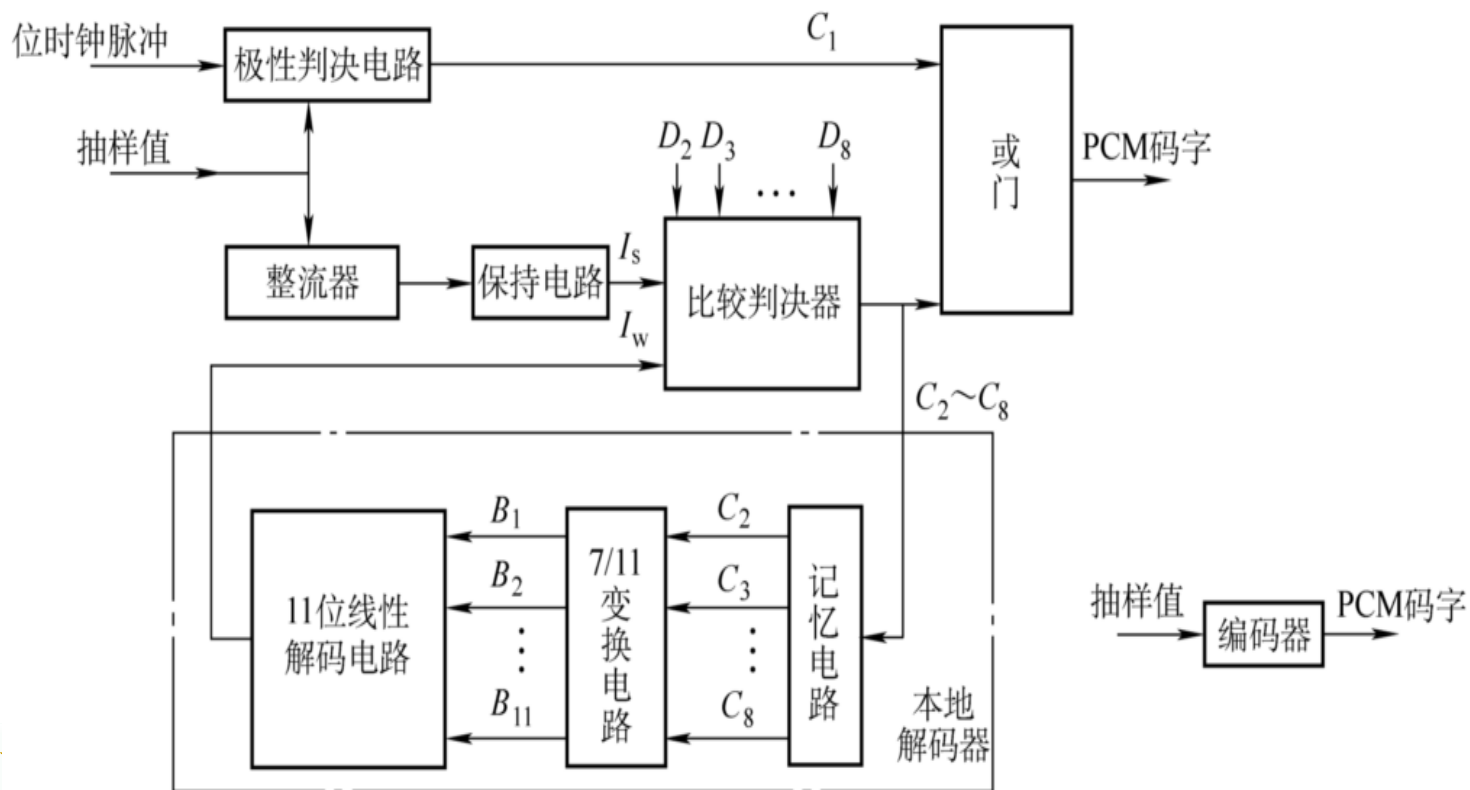 位时钟脉冲
极性判决电路
C1
抽样值
D2 D3 … D8
或
门
PCM码字
整流器
保持电路
Is
Iw
比较判决器
C2～C8
11位线性
解码电路
B1
B2
⋮
B11
7/11
变
换
电
路
C2
C3
⋮
C8
记
忆
电
路
本地
解码器
抽样值
编码器
PCM码字